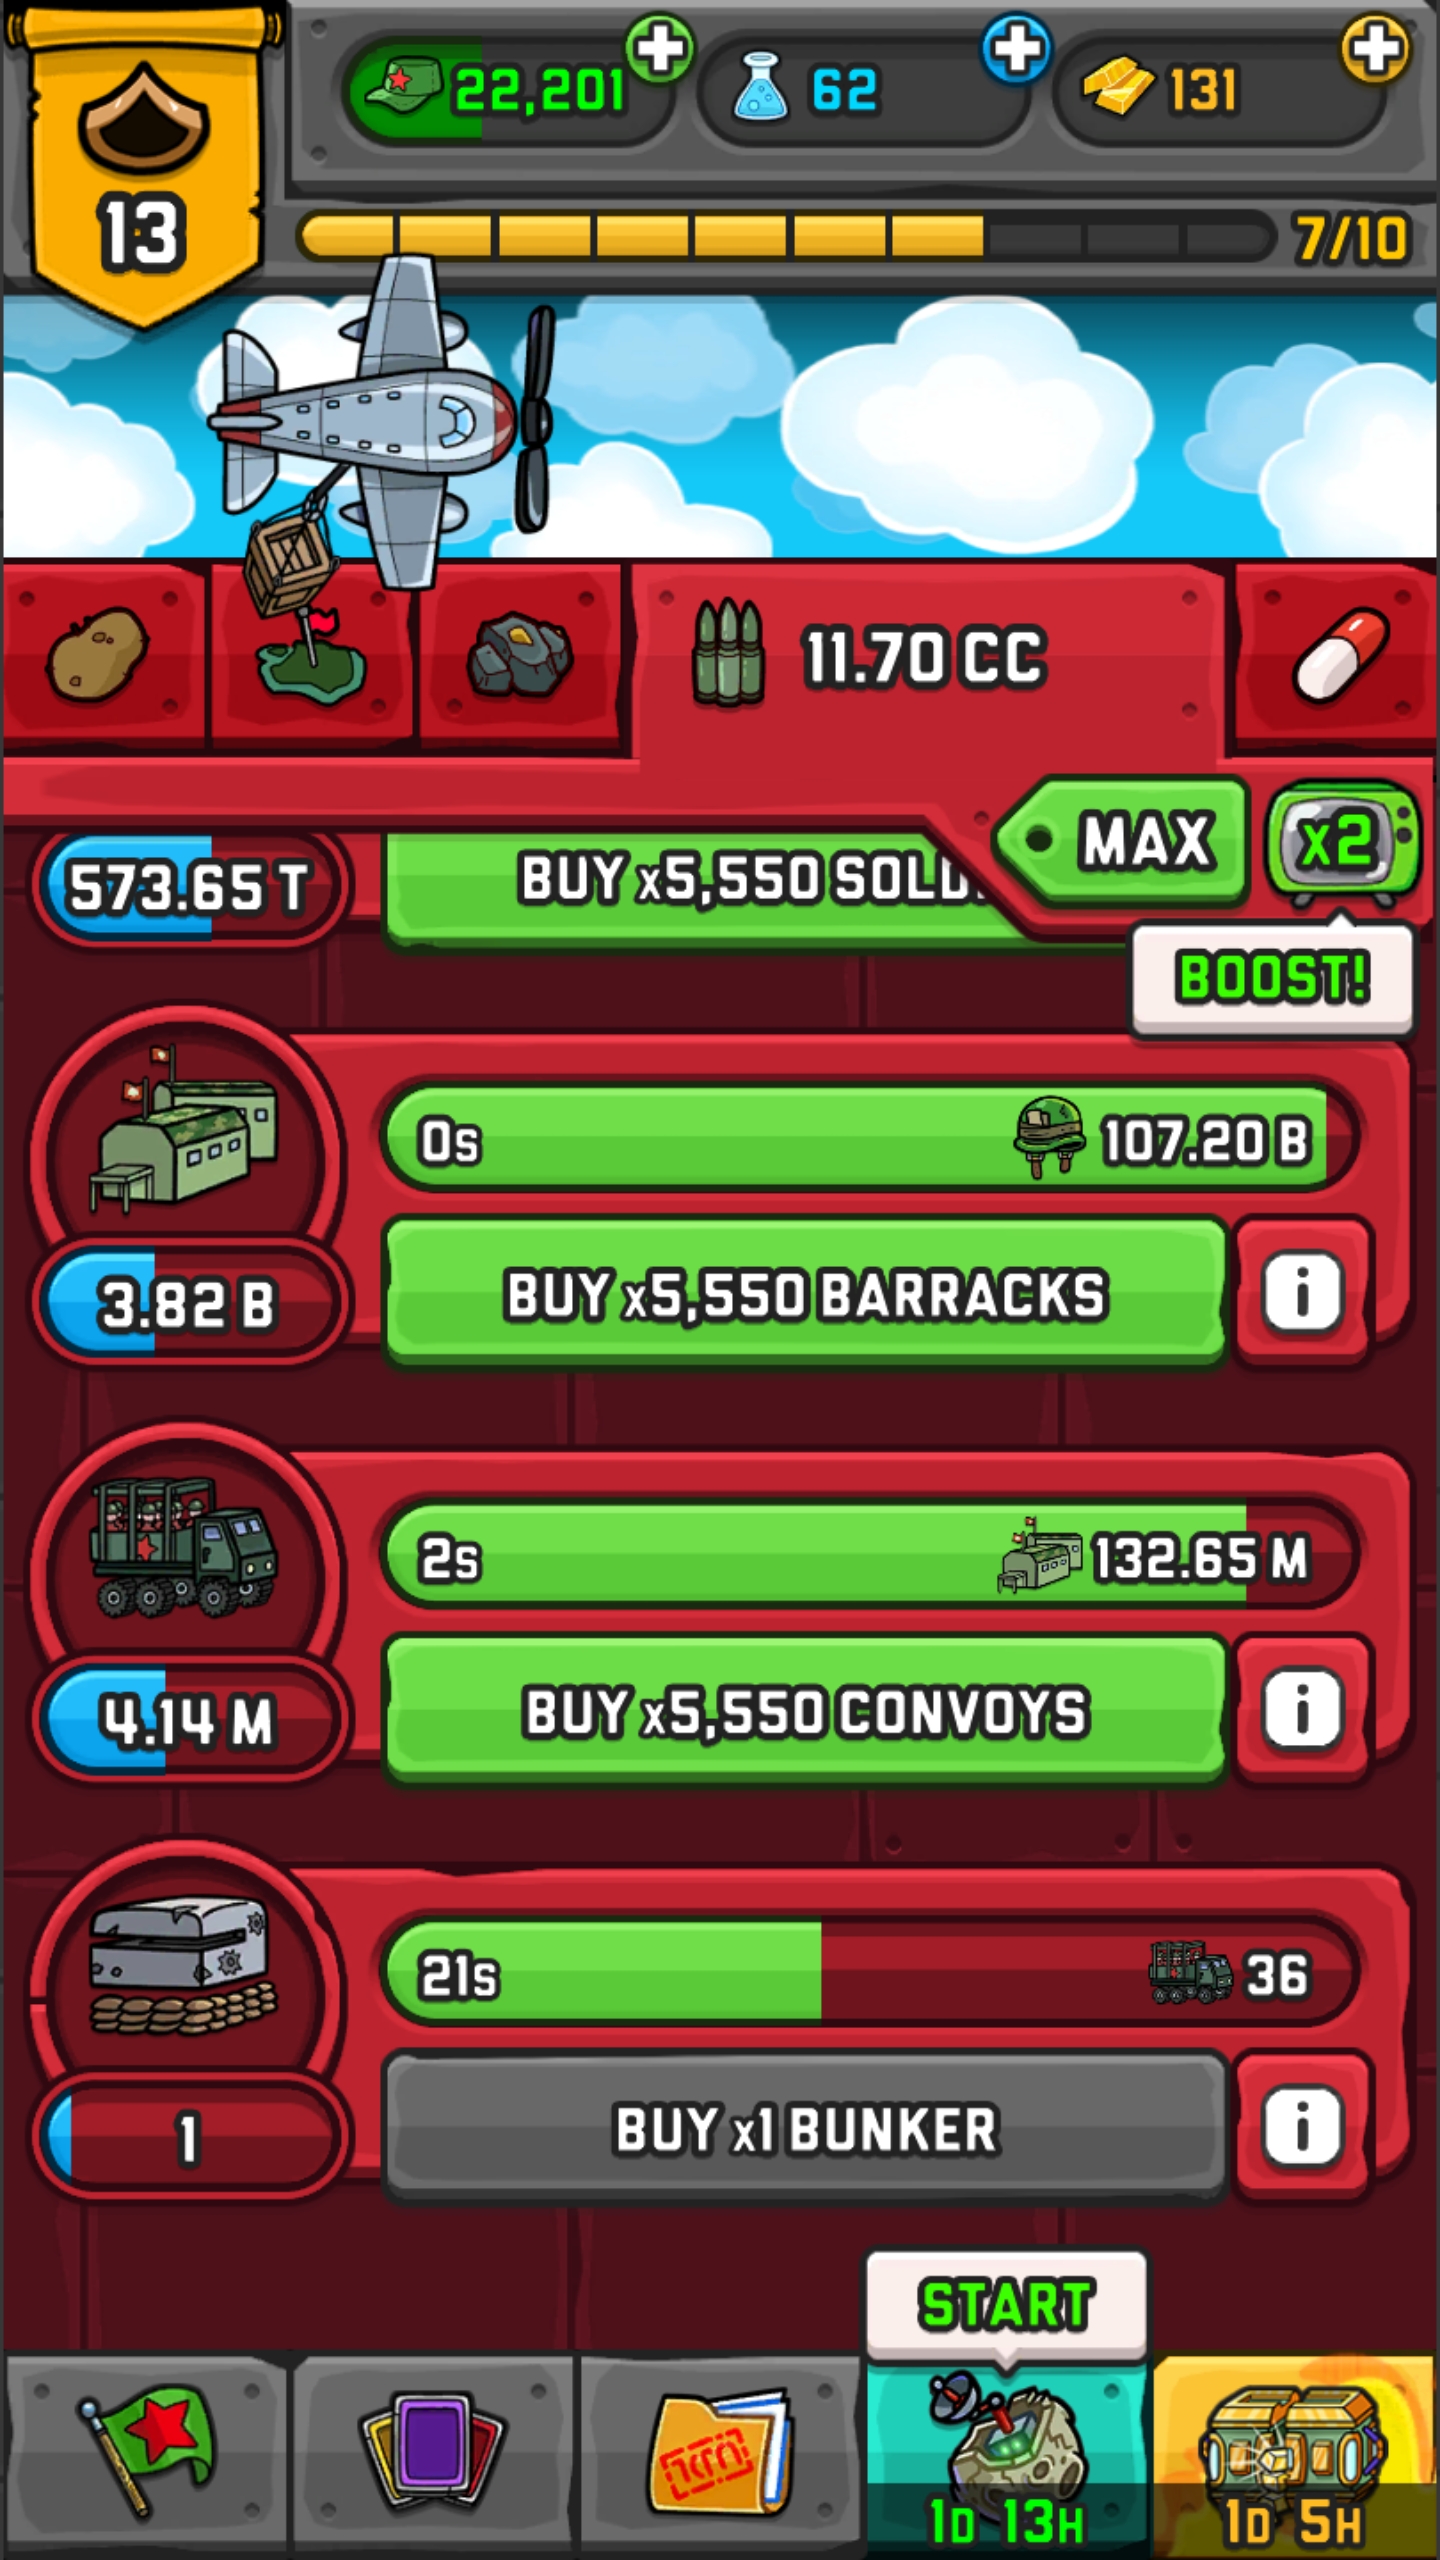 22,201
62
131
13
7/10
11.70 CC
MAX
x2
573.65 T
BUY x5,550 SOLD
BOOST!
0s
107.20 B
3.82 B
BUY x5,550 BARRACKS
i
2s
132.65 M
4.14 M
BUY x5,550 CONVOYS
i
21s
36
1
BUY x1 BUNKER
i
START
1D 13H
1D 5H